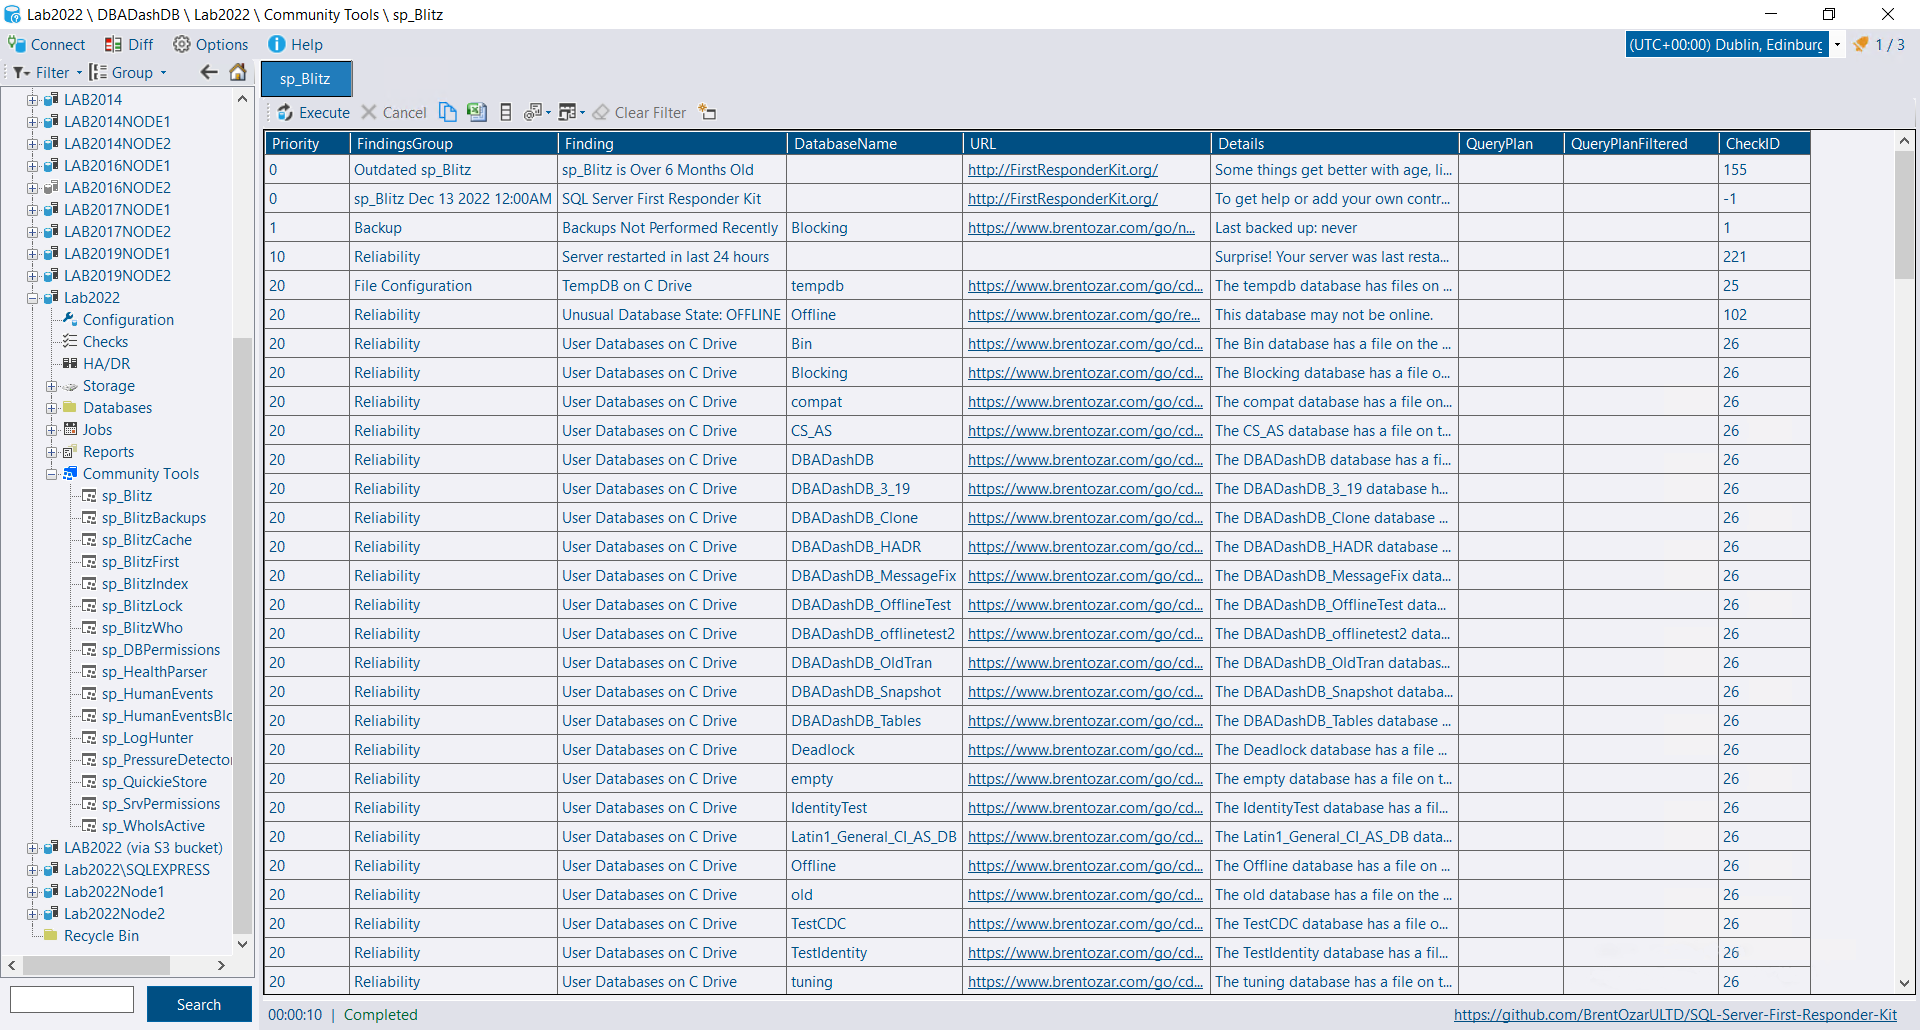 Lab2022 \ DBADashDB \ Lab2022 \ Community Tools \ sp_Blitz
Connect Diff Options Help
(UTC+00:00) Dublin, Edinburg
1 / 3
Filter Group
LAB2014
LAB2014NODE1
LAB2014NODE2
LAB2016NODE1
LAB2016NODE2
LAB2017NODE1
LAB2017NODE2
LAB2019NODE1
LAB2019NODE2
Lab2022
Configuration
Checks
HA/DR
Storage
Databases
Jobs
Reports
Community Tools
sp_Blitz
sp_BlitzBackups
sp_BlitzCache
sp_BlitzFirst
sp_BlitzIndex
sp_BlitzLock
sp_BlitzWho
sp_DBPermissions
sp_HealthParser
sp_HumanEvents
sp_HumanEventsBlc
sp_LogHunter
sp_PressureDetector
sp_QuickieStore
sp_SrvPermissions
sp_WhoIsActive
LAB2022 (via S3 bucket)
Lab2022\SQLEXPRESS
Lab2022Node1
Lab2022Node2
Recycle Bin
Search
sp_Blitz
Execute Cancel Clear Filter
Priority FindingsGroup Finding DatabaseName URL Details QueryPlan QueryPlanFiltered CheckID
0 Outdated sp_Blitz sp_Blitz is Over 6 Months Old http://FirstResponderKit.org/ Some things get better with age, li... 155
0 sp_Blitz Dec 13 2022 12:00AM SQL Server First Responder Kit http://FirstResponderKit.org/ To get help or add your own contr... -1
1 Backup Backups Not Performed Recently Blocking https://www.brentozar.com/go/n... Last backed up: never 1
10 Reliability Server restarted in last 24 hours Surprise! Your server was last resta... 221
20 File Configuration TempDB on C Drive tempdb https://www.brentozar.com/go/cd... The tempdb database has files on ... 25
20 Reliability Unusual Database State: OFFLINE Offline https://www.brentozar.com/go/re... This database may not be online. 102
20 Reliability User Databases on C Drive Bin https://www.brentozar.com/go/cd... The Bin database has a file on the ... 26
20 Reliability User Databases on C Drive Blocking https://www.brentozar.com/go/cd... The Blocking database has a file o... 26
20 Reliability User Databases on C Drive compat https://www.brentozar.com/go/cd... The compat database has a file on... 26
20 Reliability User Databases on C Drive CS_AS https://www.brentozar.com/go/cd... The CS_AS database has a file on t... 26
20 Reliability User Databases on C Drive DBADashDB https://www.brentozar.com/go/cd... The DBADashDB database has a fi... 26
20 Reliability User Databases on C Drive DBADashDB_3_19 https://www.brentozar.com/go/cd... The DBADashDB_3_19 database h... 26
20 Reliability User Databases on C Drive DBADashDB_Clone https://www.brentozar.com/go/cd... The DBADashDB_Clone database ... 26
20 Reliability User Databases on C Drive DBADashDB_HADR https://www.brentozar.com/go/cd... The DBADashDB_HADR database ... 26
20 Reliability User Databases on C Drive DBADashDB_MessageFix https://www.brentozar.com/go/cd... The DBADashDB_MessageFix data... 26
20 Reliability User Databases on C Drive DBADashDB_OfflineTest https://www.brentozar.com/go/cd... The DBADashDB_OfflineTest data... 26
20 Reliability User Databases on C Drive DBADashDB_offlinetest2 https://www.brentozar.com/go/cd... The DBADashDB_offlinetest2 data... 26
20 Reliability User Databases on C Drive DBADashDB_OldTran https://www.brentozar.com/go/cd... The DBADashDB_OldTran databas... 26
20 Reliability User Databases on C Drive DBADashDB_Snapshot https://www.brentozar.com/go/cd... The DBADashDB_Snapshot databa... 26
20 Reliability User Databases on C Drive DBADashDB_Tables https://www.brentozar.com/go/cd... The DBADashDB_Tables database ... 26
20 Reliability User Databases on C Drive Deadlock https://www.brentozar.com/go/cd... The Deadlock database has a file ... 26
20 Reliability User Databases on C Drive empty https://www.brentozar.com/go/cd... The empty database has a file on t... 26
20 Reliability User Databases on C Drive IdentityTest https://www.brentozar.com/go/cd... The IdentityTest database has a fil... 26
20 Reliability User Databases on C Drive Latin1_General_CI_AS_DB https://www.brentozar.com/go/cd... The Latin1_General_CI_AS_DB data... 26
20 Reliability User Databases on C Drive Offline https://www.brentozar.com/go/cd... The Offline database has a file on ... 26
20 Reliability User Databases on C Drive old https://www.brentozar.com/go/cd... The old database has a file on the ... 26
20 Reliability User Databases on C Drive TestCDC https://www.brentozar.com/go/cd... The TestCDC database has a file o... 26
20 Reliability User Databases on C Drive TestIdentity https://www.brentozar.com/go/cd... The TestIdentity database has a fil... 26
20 Reliability User Databases on C Drive tuning https://www.brentozar.com/go/cd... The tuning database has a file on t... 26
00:00:10 | Completed
https://github.com/BrentOzarULTD/SQL-Server-First-Responder-Kit